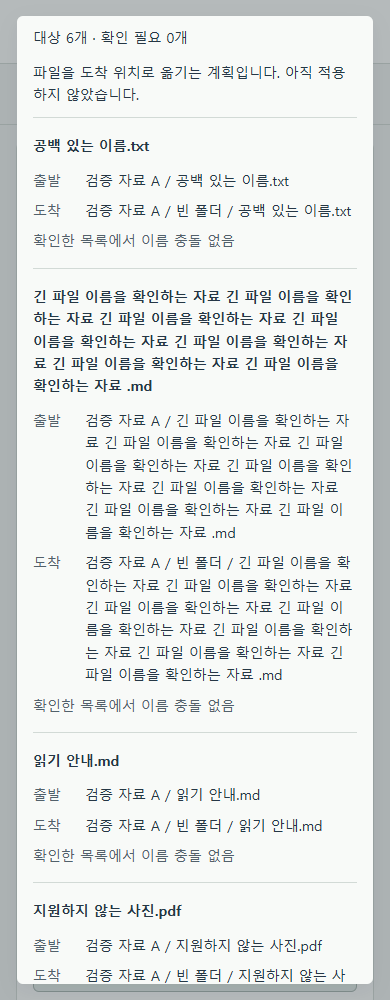 대상 6개 · 확인 필요 0개
파일을 도착 위치로 옮기는 계획입니다. 아직 적용
하지 않았습니다.
공백 있는 이름.txt
출발 검증 자료 A / 공백 있는 이름.txt
도착 검증 자료 A / 빈 폴더 / 공백 있는 이름.txt
확인한 목록에서 이름 충돌 없음
긴 파일 이름을 확인하는 자료 긴 파일 이름을 확인
하는 자료 긴 파일 이름을 확인하는 자료 긴 파일
이름을 확인하는 자료 긴 파일 이름을 확인하는 자
료 긴 파일 이름을 확인하는 자료 긴 파일 이름을
확인하는 자료 .md
출발 검증 자료 A / 긴 파일 이름을 확인하는 자
료 긴 파일 이름을 확인하는 자료 긴 파일
이름을 확인하는 자료 긴 파일 이름을 확인
하는 자료 긴 파일 이름을 확인하는 자료
긴 파일 이름을 확인하는 자료 긴 파일 이
름을 확인하는 자료 .md
도착 검증 자료 A / 빈 폴더 / 긴 파일 이름을 확
인하는 자료 긴 파일 이름을 확인하는 자료
긴 파일 이름을 확인하는 자료 긴 파일 이
름을 확인하는 자료 긴 파일 이름을 확인하
는 자료 긴 파일 이름을 확인하는 자료 긴
파일 이름을 확인하는 자료 .md
확인한 목록에서 이름 충돌 없음
읽기 안내.md
출발 검증 자료 A / 읽기 안내.md
도착 검증 자료 A / 빈 폴더 / 읽기 안내.md
확인한 목록에서 이름 충돌 없음
지원하지 않는 사진.pdf
출발 검증 자료 A / 지원하지 않는 사진.pdf
도착 검증 자료 A / 빈 폴더 / 지원하지 않는 사